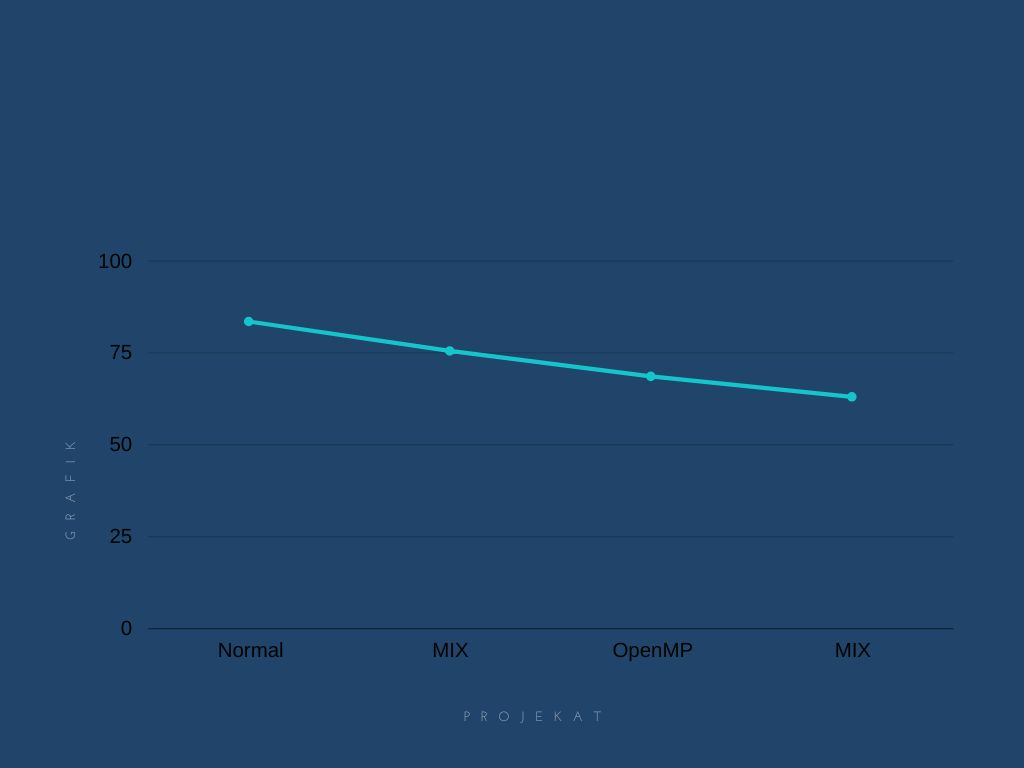 100
75
50
25
0
GRAFIK
Normal MIX OpenMP MIX
PROJEKAT